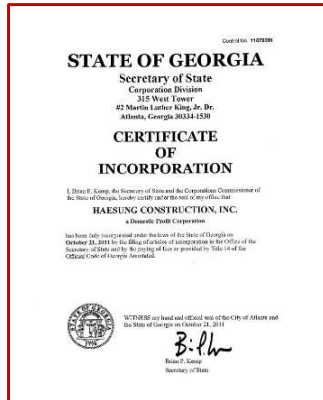 Control No. 11079386
STATE OF GEORGIA
Secretary of State
Corporation Division
315 West Tower
#2 Martin Luther King, Jr. Dr.
Atlanta, Georgia 30334-1530
CERTIFICATE
OF
INCORPORATION
I, Brian P. Kemp, the Secretary of State and the Corporations Commissioner of
the State of Georgia, hereby certify under the seal of my office that
HAESUNG CONSTRUCTION, INC.
a Domestic Profit Corporation
has been duly incorporated under the laws of the State of Georgia on
October 21, 2011 by the filing of articles of incorporation in the Office of the
Secretary of State and by the paying of fees as provided by Title 14 of the
Official Code of Georgia Annotated.
WITNESS my hand and official seal of the City of Atlanta and
the State of Georgia on October 21, 2011
Brian P. Kemp
Secretary of State